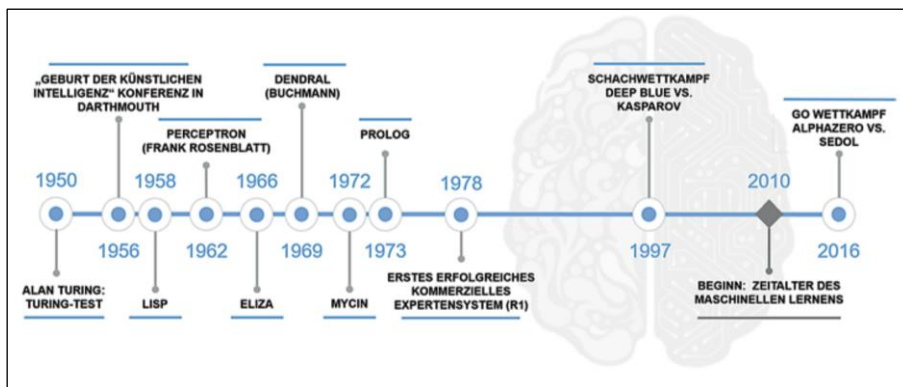 „GEBURT DER KÜNSTLICHEN
INTELLIGENZ“ KONFERENZ IN
DARTHMOUTH
DENDRAL
(BUCHMANN)
SCHACHWETTKAMPF
DEEP BLUE VS.
KASPAROV
GO WETTKAMPF
ALPHAZERO VS.
SEDOL
PERCEPTRON
(FRANK ROSENBLATT)
PROLOG
1950
1958
1966
1972
1978
2010
1956
1962
1969
1973
1997
2016
ALAN TURING:
TURING-TEST
LISP
ELIZA
MYCIN
ERSTES ERFOLGREICHES
KOMMERZIELLES
EXPERTENSYSTEM (R1)
BEGINN: ZEITALTER DES
MASCHINELLEN LERNENS